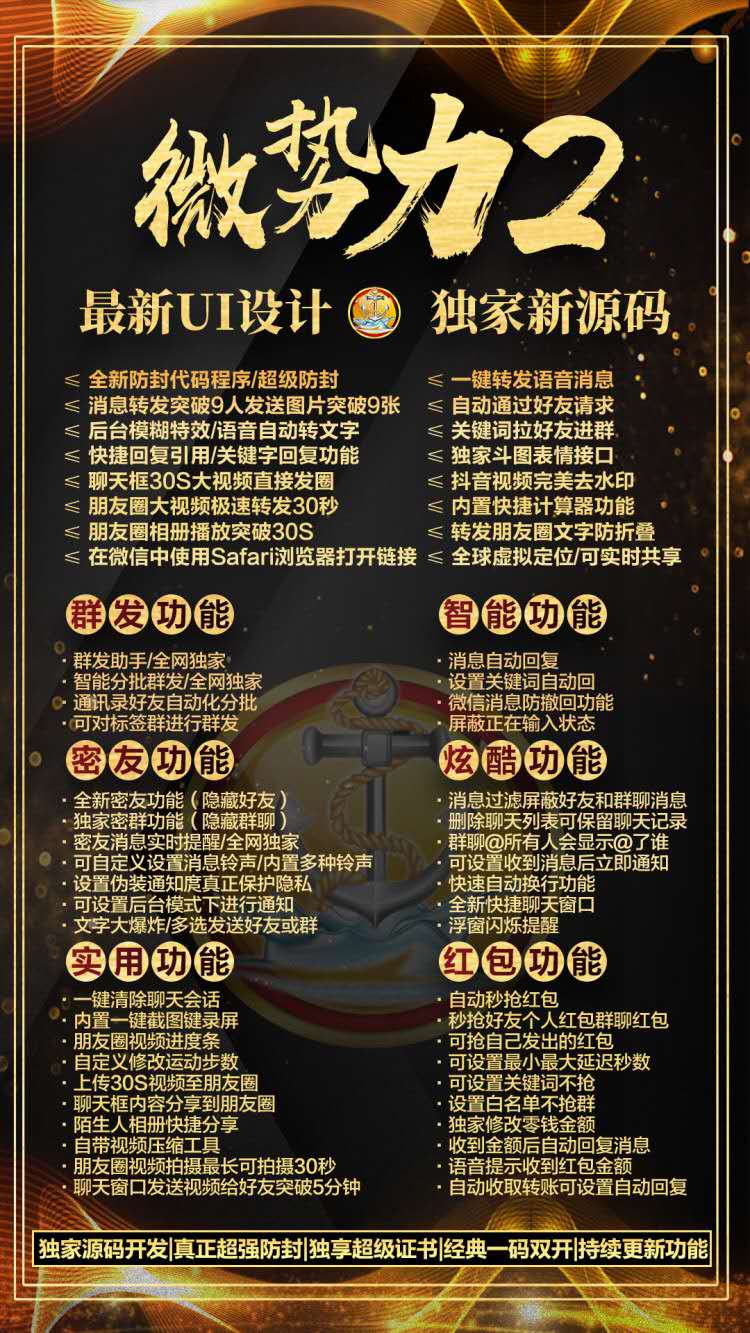 微势力2
最新UI设计
独家新源码
≤ 全新防封代码程序/超级防封
≤ 消息转发突破9人发送图片突破9张
≤ 后台模糊特效/语音自动转文字
≤ 快捷回复引用/关键字回复功能
≤ 聊天框30S大视频直接发圈
≤ 朋友圈大视频极速转发30秒
≤ 朋友圈相册播放突破30S
≤ 在微信中使用Safari浏览器打开链接
≤ 一键转发语音消息
≤ 自动通过好友请求
≤ 关键词拉好友进群
≤ 独家斗图表情接口
≤ 抖音视频完美去水印
≤ 内置快捷计算器功能
≤ 转发朋友圈文字防折叠
≤ 全球虚拟定位/可实时共享
群发功能
· 群发助手/全网独家
· 智能分批群发/全网独家
· 通讯录好友自动化分批
· 可对标签群进行群发
智能功能
· 消息自动回复
· 设置关键词自动回
· 微信消息防撤回功能
· 屏蔽正在输入状态
密友功能
· 全新密友功能（隐藏好友）
· 独家密群功能（隐藏群聊）
· 密友消息实时提醒/全网独家
· 可自定义设置消息铃声/内置多种铃声
· 设置伪装通知真正保护隐私
· 可设置后台模式下进行通知
· 文字大爆炸/多选发送好友或群
炫酷功能
· 消息过滤屏蔽好友和群聊消息
· 删除聊天列表可保留聊天记录
· 群聊@所有人会显示@了谁
· 可设置收到消息后立即通知
· 快速自动换行功能
· 全新快捷聊天窗口
· 浮窗闪烁提醒
实用功能
· 一键清除聊天会话
· 内置一键截图键录屏
· 朋友圈视频进度条
· 自定义修改运动步数
· 上传30S视频至朋友圈
· 聊天框内容分享到朋友圈
· 陌生人相册快捷分享
· 自带视频压缩工具
· 朋友圈视频拍摄最长可拍摄30秒
· 聊天窗口发送视频给好友突破5分钟
红包功能
· 自动秒抢红包
· 秒抢好友个人红包群聊红包
· 可抢自己发出的红包
· 可设置最小最大延迟秒数
· 可设置关键词不抢
· 设置白名单不抢群
· 独家修改零钱金额
· 收到金额后自动回复消息
· 语音提示收到红包金额
· 自动收取转账可设置自动回复
独家源码开发|真正超强防封|独享超级证书|经典一码双开|持续更新功能